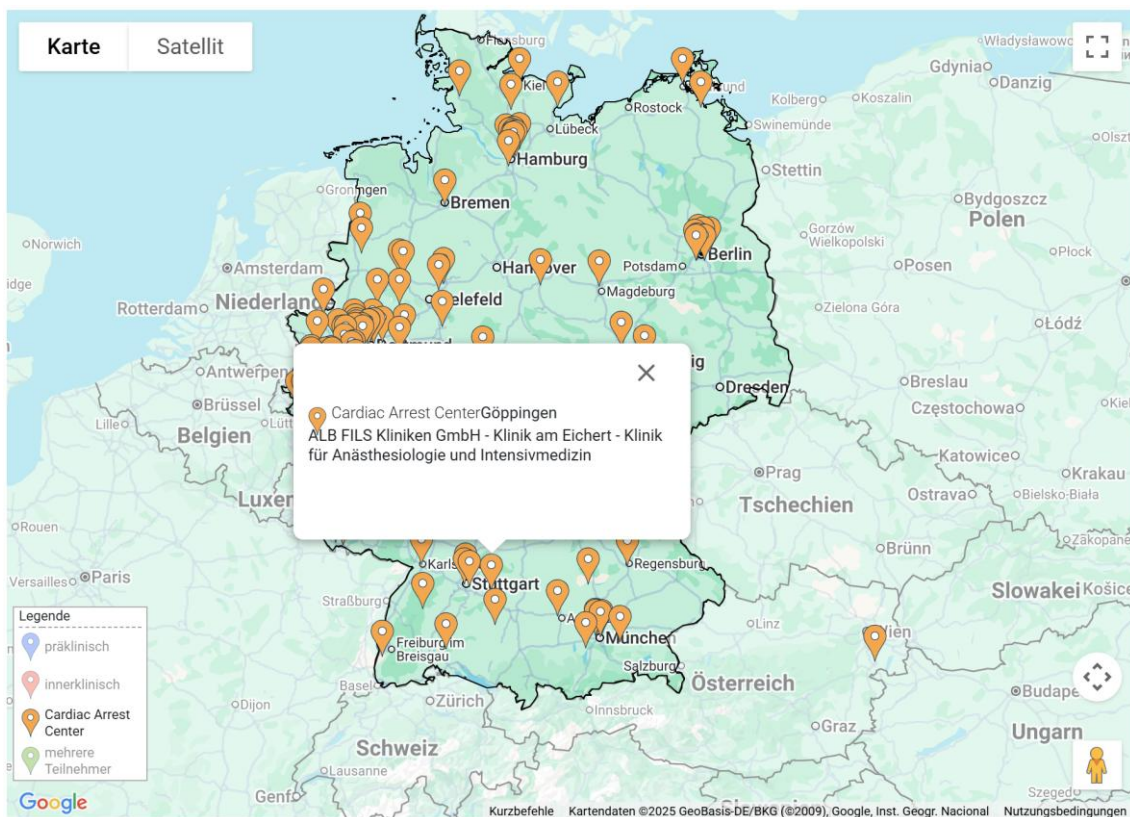 Karte
Satellit
Flensburg
Kiel
Rostock
Lübeck
Hamburg
Bremen
Groningen
Władysławowo
Gdynia
Danzig
Koszalin
Kolberg
Swinemünde
Stettin
Bydgoszcz
Polen
Norwich
Amsterdam
Gorzów
Wielkopolski
Płock
Berlin
Potsdam
Posen
Rotterdam
Niederlande
Hannover
Magdeburg
Bielefeld
Zielona Góra
Łódź
Dortmund
Antwerpen
Dresden
Breslau
Brüssel
Częstochowa
Lille
Belgien
Cardiac Arrest CenterGöppingen
ALB FILS Kliniken GmbH - Klinik am Eichert - Klinik
für Anästhesiologie und Intensivmedizin
Katowice
Krakau
Prag
Ostrava
Bielsko-Biała
Tschechien
Rouen
Brünn
Zakopane
Karls
Regensburg
Versailles
Paris
Stuttgart
Slowakei
Košice
Straßburg
Linz
Wien
München
Freiburg im
Breisgau
Salzburg
Österreich
Basel
Zürich
Budapest
Dijon
Innsbruck
Graz
Ungarn
Schweiz
Lausanne
Genf
Szeged
Legende
präklinisch
innerklinisch
Cardiac Arrest
Center
mehrere
Teilnehmer
Google
Kurzbefehle
Kartendaten ©2025 GeoBasis-DE/BKG (©2009), Google, Inst. Geogr. Nacional
Nutzungsbedingungen